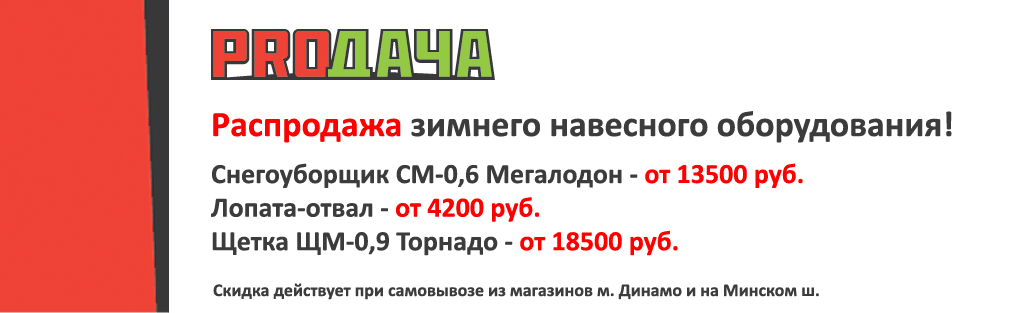 PROДАЧА
Распродажа зимнего навесного оборудования!
Снегоуборщик СМ-0,6 Мегалодон - от 13500 руб.
Лопата-отвал - от 4200 руб.
Щетка ЩМ-0,9 Торнадо - от 18500 руб.
Скидка действует при самовывозе из магазинов м. Динамо и на Минском ш.